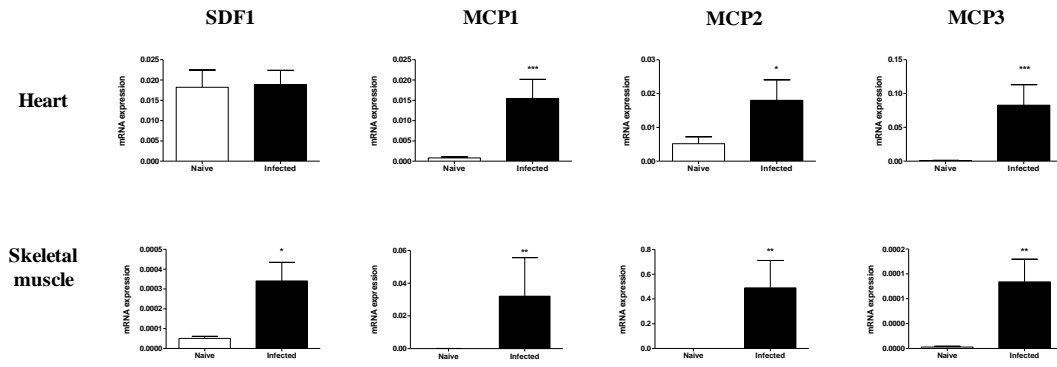 SDF1
MCP1
MCP2
MCP3
Heart
mRNA expression
0.025
0.020
0.015
0.010
0.005
0.000
Naive
Infected
mRNA expression
0.025
0.020
0.015
0.010
0.005
0.000
***
Naive
Infected
mRNA expression
0.03
0.02
0.01
0.00
*
Naive
Infected
mRNA expression
0.15
0.10
0.05
0.00
***
Naive
Infected
Skeletal
muscle
mRNA expression
0.0005
0.0004
0.0003
0.0002
0.0001
0.0000
*
Naive
Infected
mRNA expression
0.06
0.04
0.02
0.00
**
Naive
Infected
mRNA expression
0.8
0.6
0.4
0.2
0.0
**
Naive
Infected
mRNA expression
0.0002
0.0001
0.0001
0.0000
0.0000
**
Naive
Infected